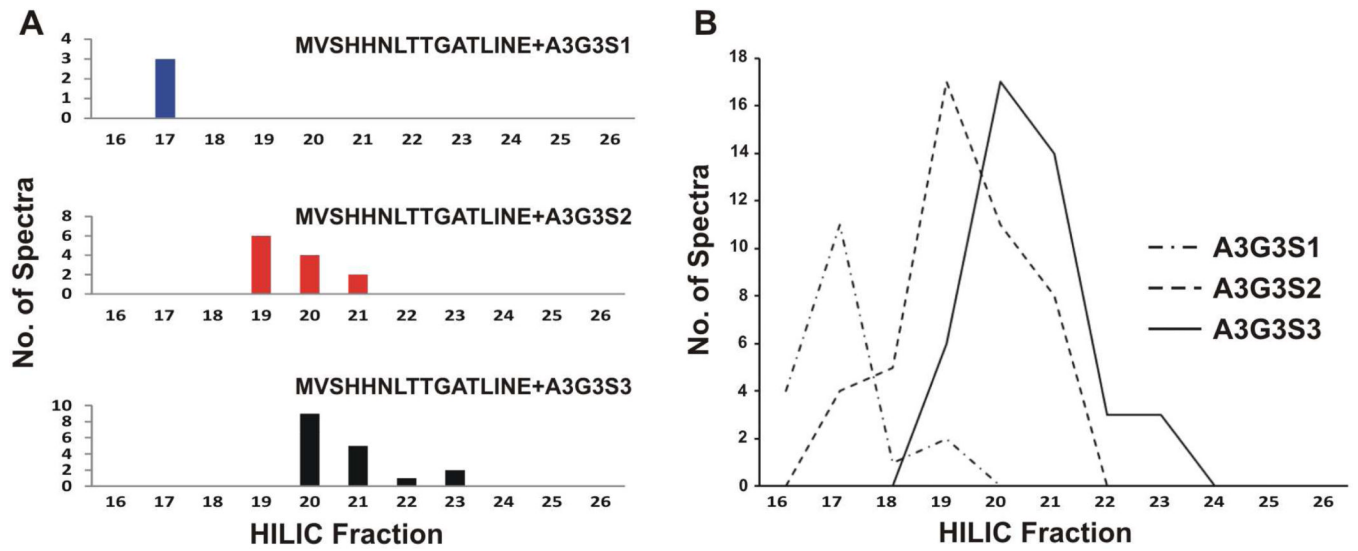 A
MVSHHNLTTGATLINE+A3G3S1
4
3
2
1
0
16 17 18 19 20 21 22 23 24 25 26
MVSHHNLTTGATLINE+A3G3S2
8
6
4
2
0
16 17 18 19 20 21 22 23 24 25 26
MVSHHNLTTGATLINE+A3G3S3
10
8
6
4
2
0
16 17 18 19 20 21 22 23 24 25 26
No. of Spectra
HILIC Fraction
B
18
16
14
12
10
8
6
4
2
0
16 17 18 19 20 21 22 23 24 25 26
No. of Spectra
HILIC Fraction
A3G3S1
A3G3S2
A3G3S3